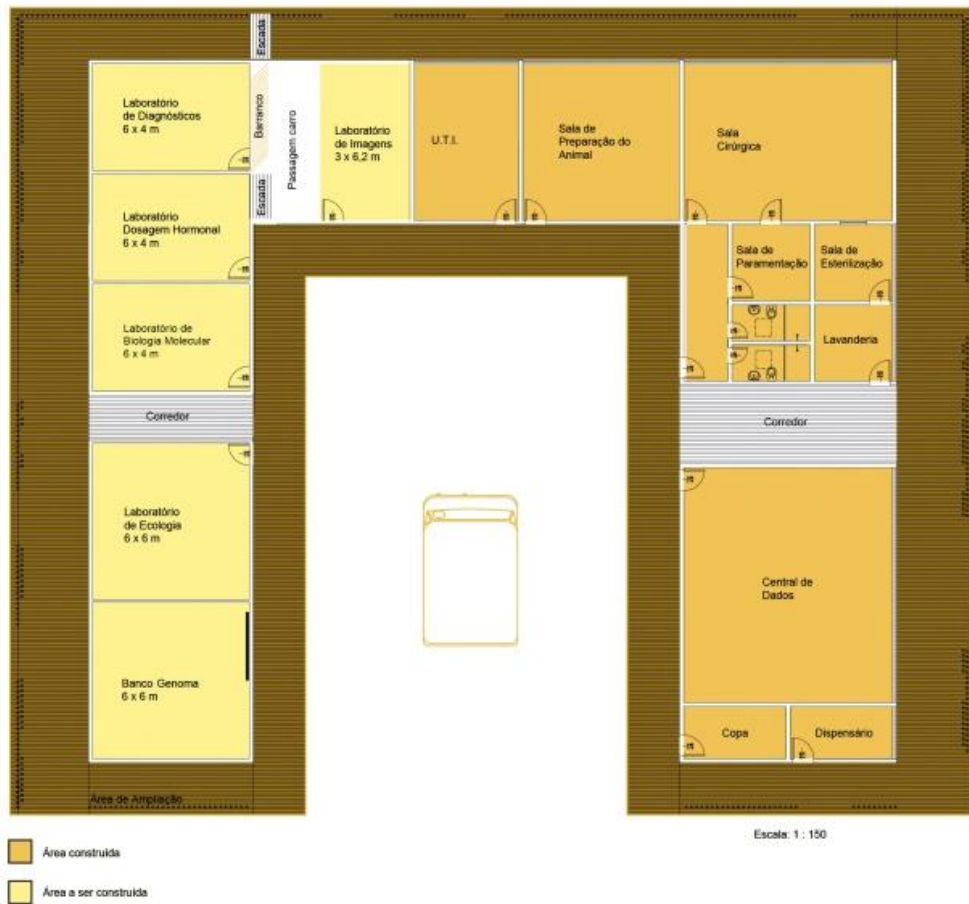 Escada
Laboratório
de Diagnósticos
6 x 4 m
Barranco
Passagem carro
Laboratório
de Imagens
3 x 6,2 m
U.T.I.
Sala de
Preparação do
Animal
Sala
Cirúrgica
Escada
Laboratório
Dosagem Hormonal
6 x 4 m
Sala de
Paramentação
Sala de
Esterilização
Laboratório de
Biologia Molecular
6 x 4 m
Lavanderia
Corredor
Corredor
Laboratório
de Ecologia
6 x 6 m
Central de
Dados
Banco Genoma
6 x 6 m
Copa
Dispensário
Área de Ampliação
Escala: 1 : 150
Área construida
Área a ser construida